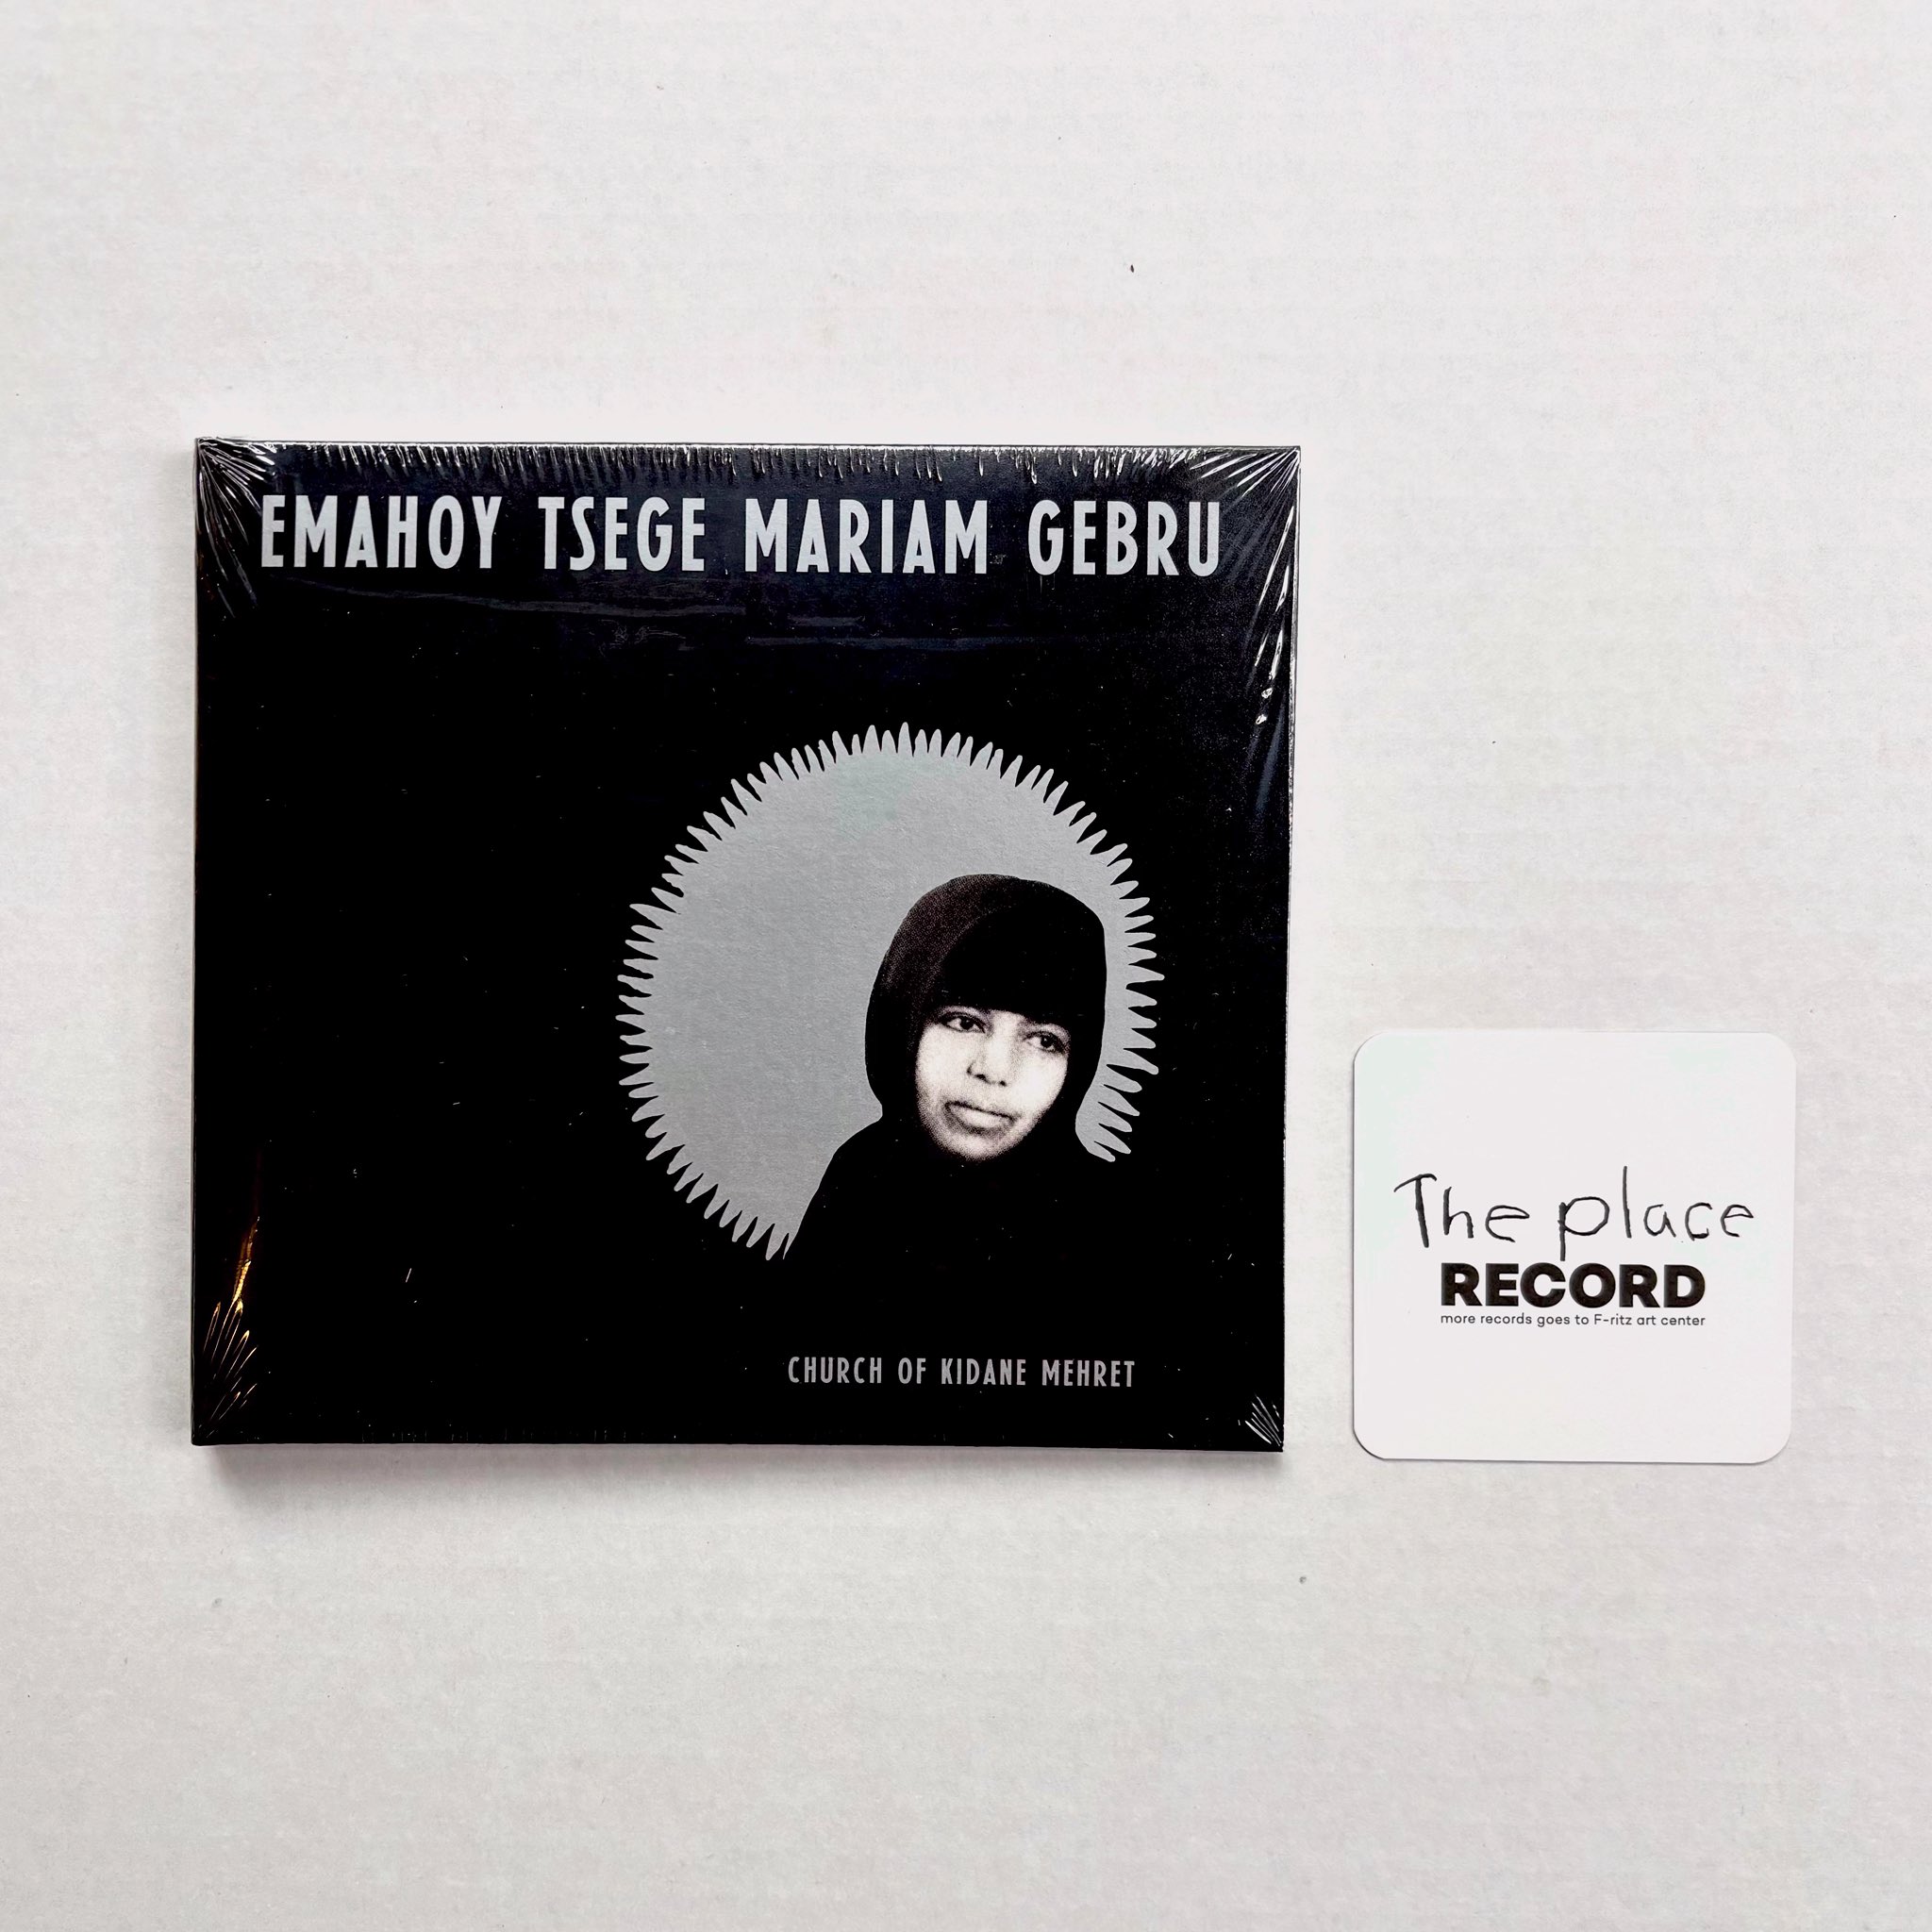 EMAHOY TSEGE MARIAM GEBRU
CHURCH OF KIDANE MEHRET
The place
RECORD
more records goes to F-ritz art center